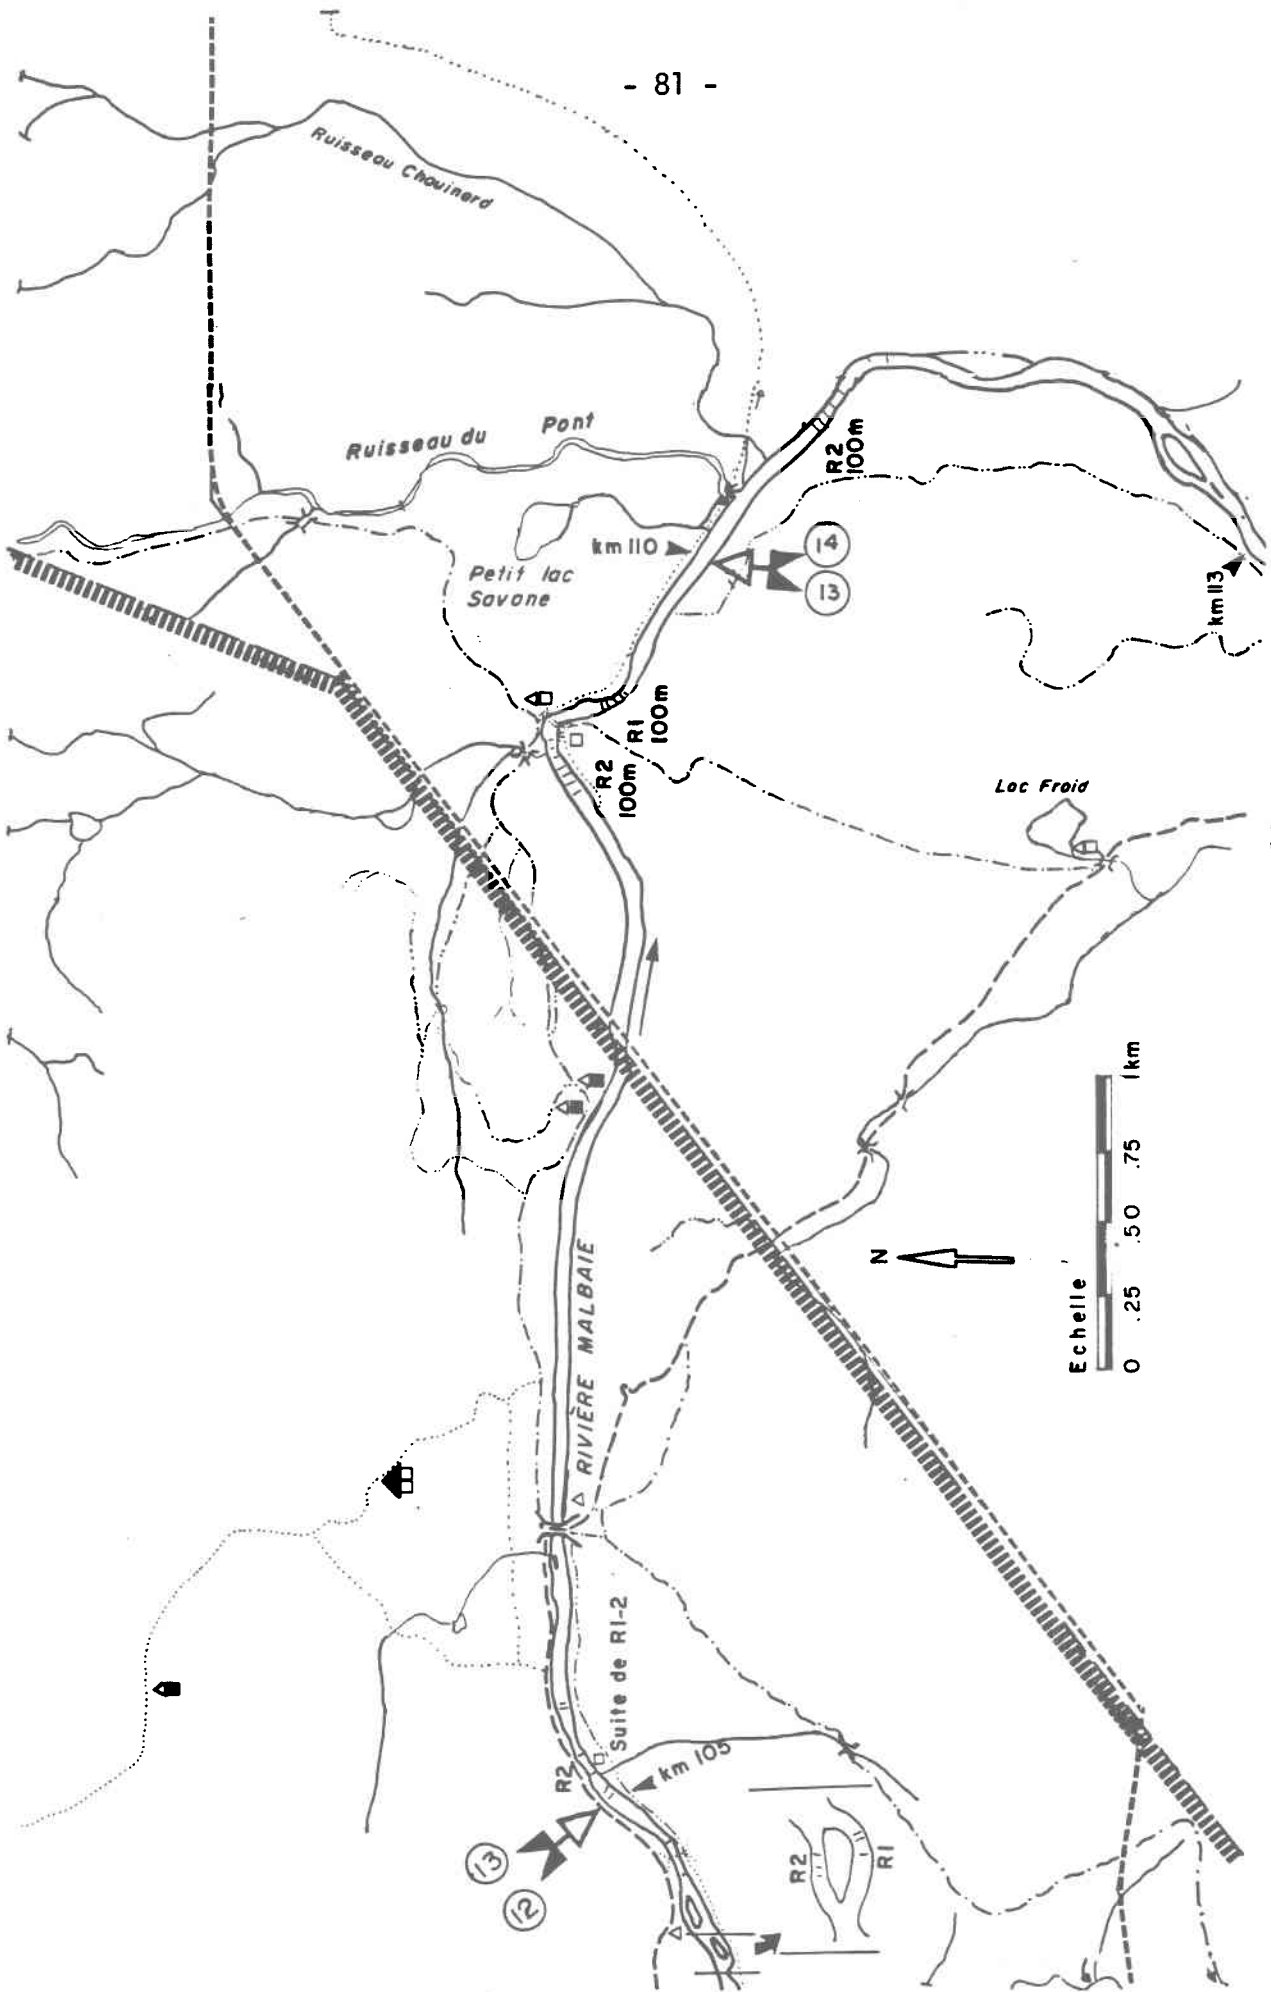 - 81 -
Ruisseau Chouinard
Ruisseau du Pont
km 110
Petit lac
Savane
14
13
R2
100m
km 113
R1
100m
R2
100m
Lac Froid
RIVIÈRE MALBAIE
N
Echelle
0 .25 .50 .75 1km
Suite de R1-2
R2
km 105
13
12
R2
R1